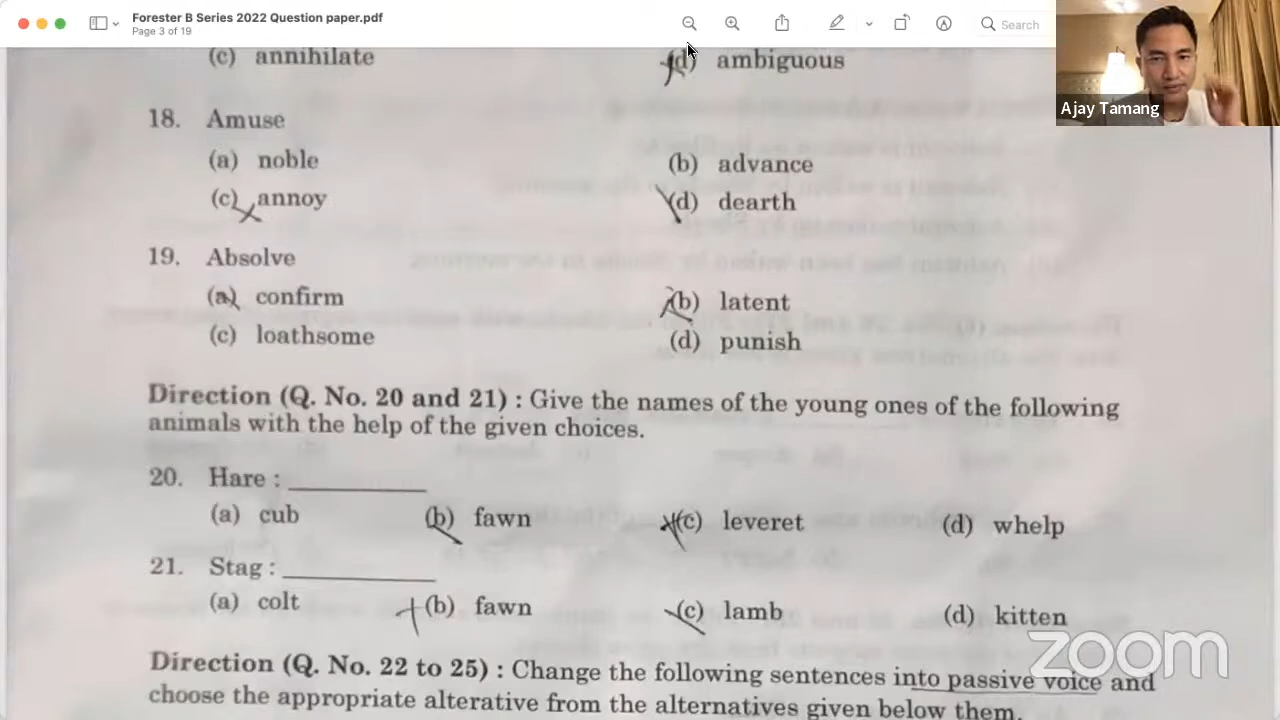 Forester B Series 2022 Question paper.pdf
Page 3 of 19
Search
Ajay Tamang
(c) annihilate (d) ambiguous
18. Amuse
(a) noble (b) advance
(c) annoy (d) dearth
19. Absolve
(a) confirm (b) latent
(c) loathsome (d) punish
Direction (Q. No. 20 and 21) : Give the names of the young ones of the following
animals with the help of the given choices.
20. Hare :
(a) cub (b) fawn (c) leveret (d) whelp
21. Stag :
(a) colt (b) fawn (c) lamb (d) kitten
zoom
Direction (Q. No. 22 to 25) : Change the following sentences into passive voice and
choose the appropriate alterative from the alternatives given below them.